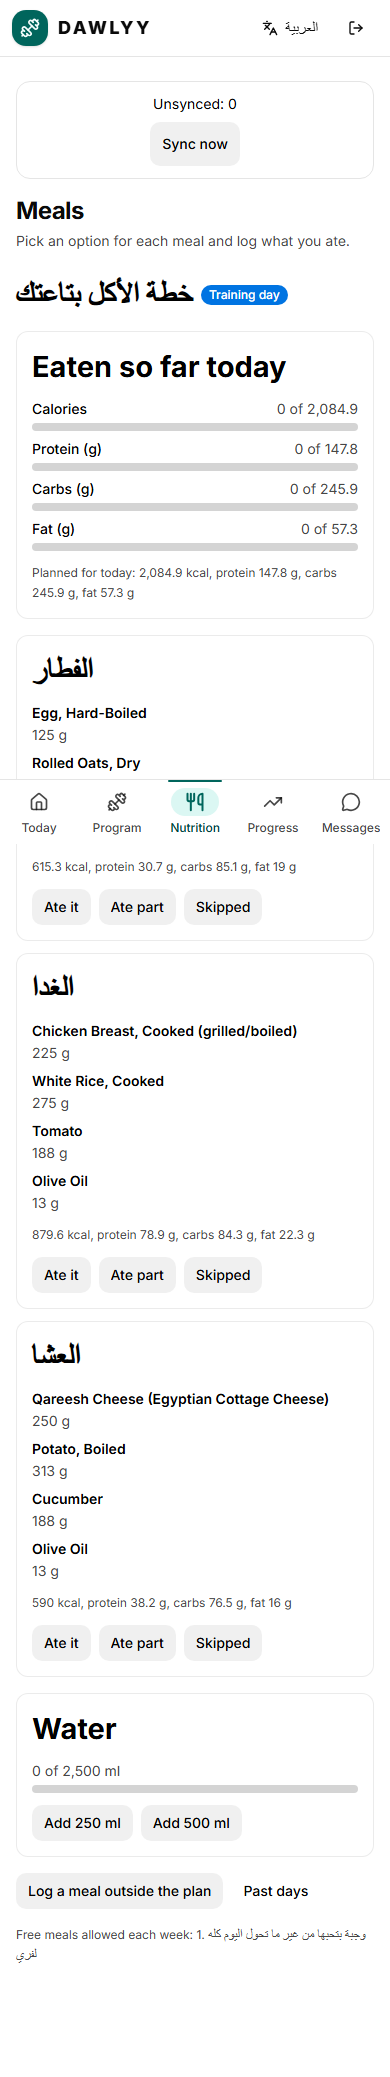 DAWLYY
العربية
Unsynced: 0
Sync now
Meals
Pick an option for each meal and log what you ate.
خطة الأكل بتاعتك
Training day
Eaten so far today
Calories 0 of 2,084.9
Protein (g) 0 of 147.8
Carbs (g) 0 of 245.9
Fat (g) 0 of 57.3
Planned for today: 2,084.9 kcal, protein 147.8 g, carbs
245.9 g, fat 57.3 g
الفطار
Egg, Hard-Boiled
125 g
Rolled Oats, Dry
Today Program Nutrition Progress Messages
615.3 kcal, protein 30.7 g, carbs 85.1 g, fat 19 g
Ate it Ate part Skipped
الغدا
Chicken Breast, Cooked (grilled/boiled)
225 g
White Rice, Cooked
275 g
Tomato
188 g
Olive Oil
13 g
879.6 kcal, protein 78.9 g, carbs 84.3 g, fat 22.3 g
Ate it Ate part Skipped
العشا
Qareesh Cheese (Egyptian Cottage Cheese)
250 g
Potato, Boiled
313 g
Cucumber
188 g
Olive Oil
13 g
590 kcal, protein 38.2 g, carbs 76.5 g, fat 16 g
Ate it Ate part Skipped
Water
0 of 2,500 ml
Add 250 ml Add 500 ml
Log a meal outside the plan Past days
Free meals allowed each week: 1. وجبة بتحبها من غير ما تحول اليوم كله
لفري